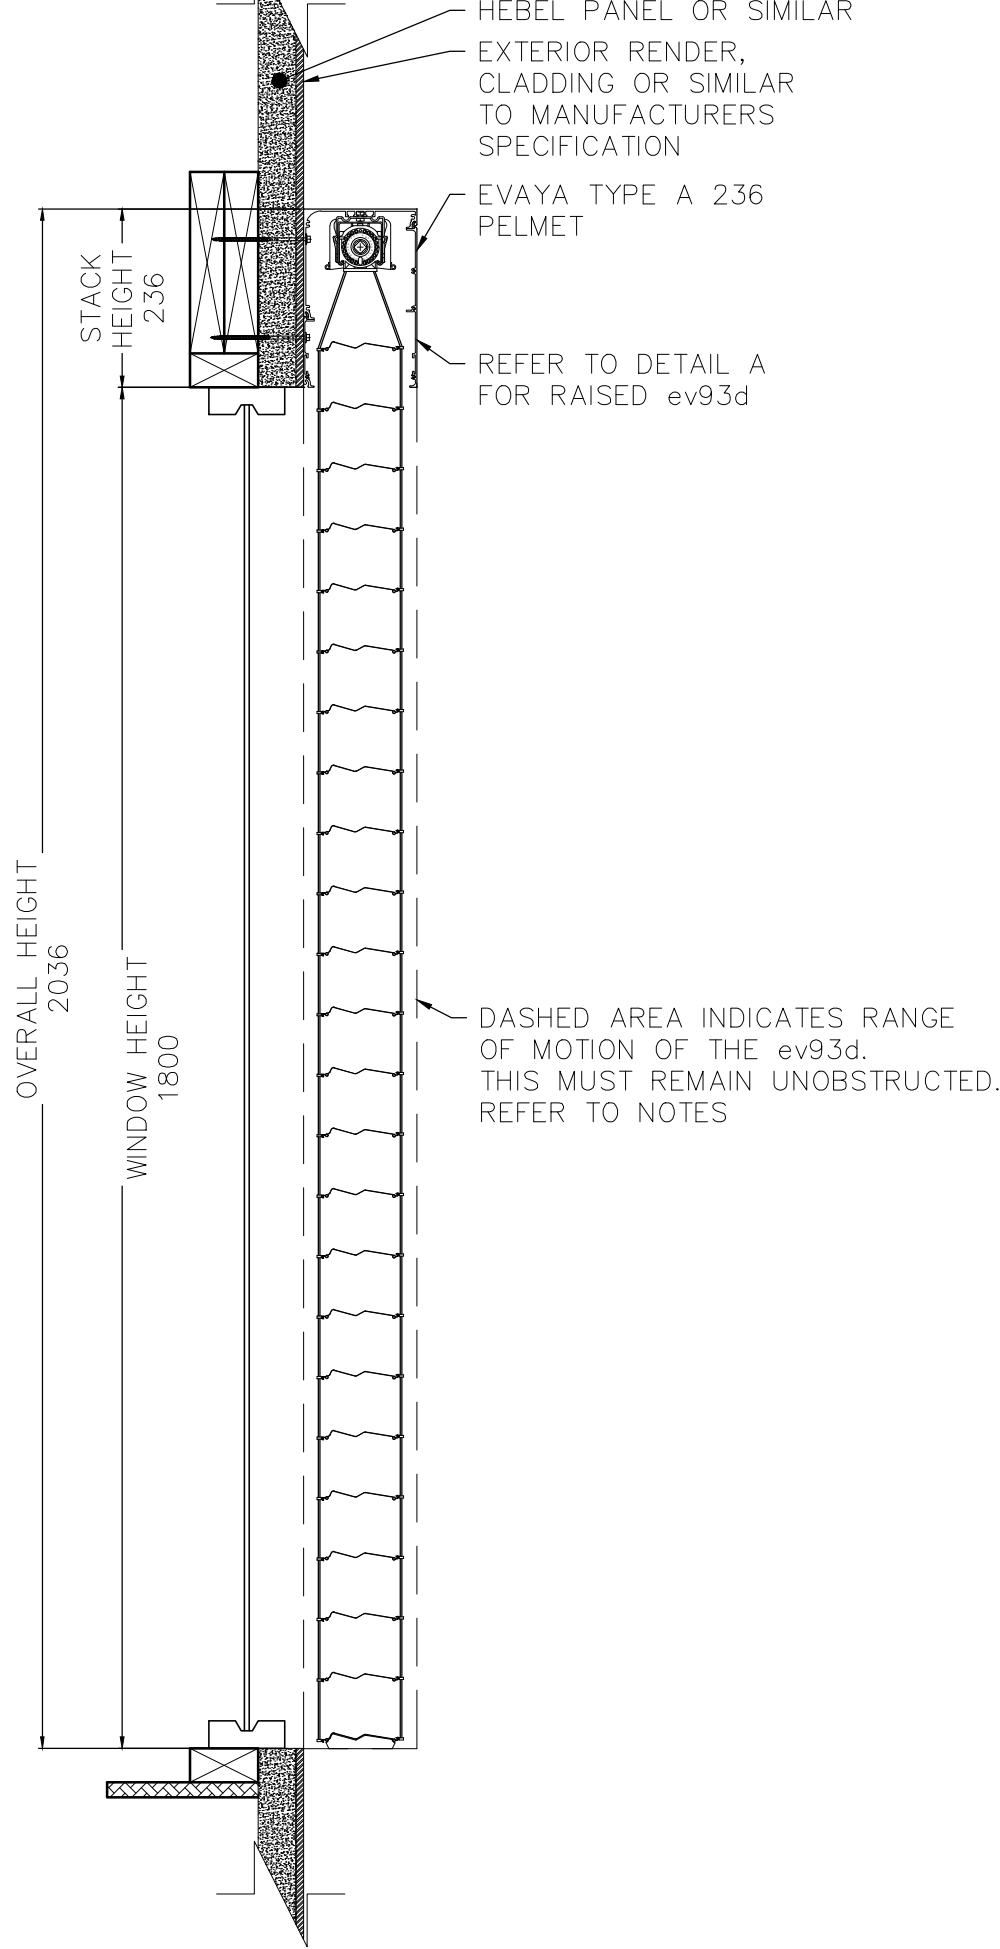 HEBEL PANEL OR SIMILAR
EXTERIOR RENDER,
CLADDING OR SIMILAR
TO MANUFACTURERS
SPECIFICATION
EVAYA TYPE A 236
PELMET
STACK
HEIGHT
236
REFER TO DETAIL A
FOR RAISED ev93d
OVERALL HEIGHT
2036
WINDOW HEIGHT
1800
DASHED AREA INDICATES RANGE
OF MOTION OF THE ev93d.
THIS MUST REMAIN UNOBSTRUCTED.
REFER TO NOTES